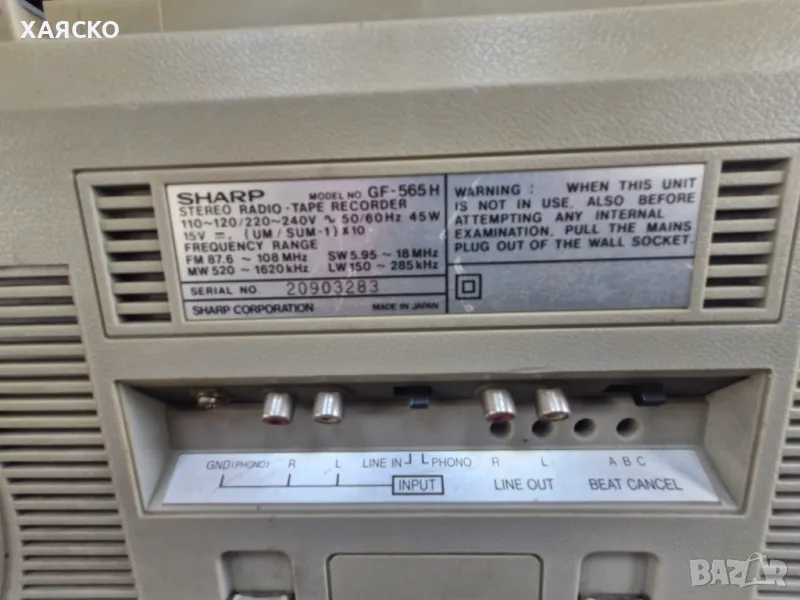 ХАЯСКО
SHARP MODEL NO GF-565H
STEREO RADIO-TAPE RECORDER
110~120/220~240V ∿ 50/60Hz 45W
15V ⎓, (UM/SUM-1) X10
FREQUENCY RANGE
FM 87.6 ~ 108 MHz SW 5.95 ~ 18 MHz
MW 520 ~ 1620 kHz LW 150 ~ 285 kHz
SERIAL NO. 20903283
SHARP CORPORATION MADE IN JAPAN
WARNING : WHEN THIS UNIT
IS NOT IN USE, ALSO BEFORE
ATTEMPTING ANY INTERNAL
EXAMINATION, PULL THE MAINS
PLUG OUT OF THE WALL SOCKET.
GND(PHONO) R L LINE IN PHONO R L A B C
INPUT LINE OUT BEAT CANCEL
BAZAR